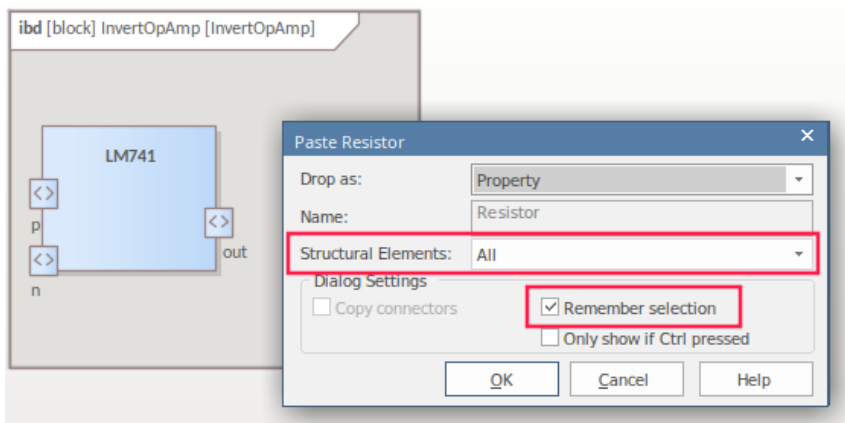 ibd [block] InvertOpAmp [InvertOpAmp]
LM741
<>
p
<>
out
<>
n
Paste Resistor
Drop as: Property
Name: Resistor
Structural Elements: All
Dialog Settings
Copy connectors
Remember selection
Only show if Ctrl pressed
OK Cancel Help